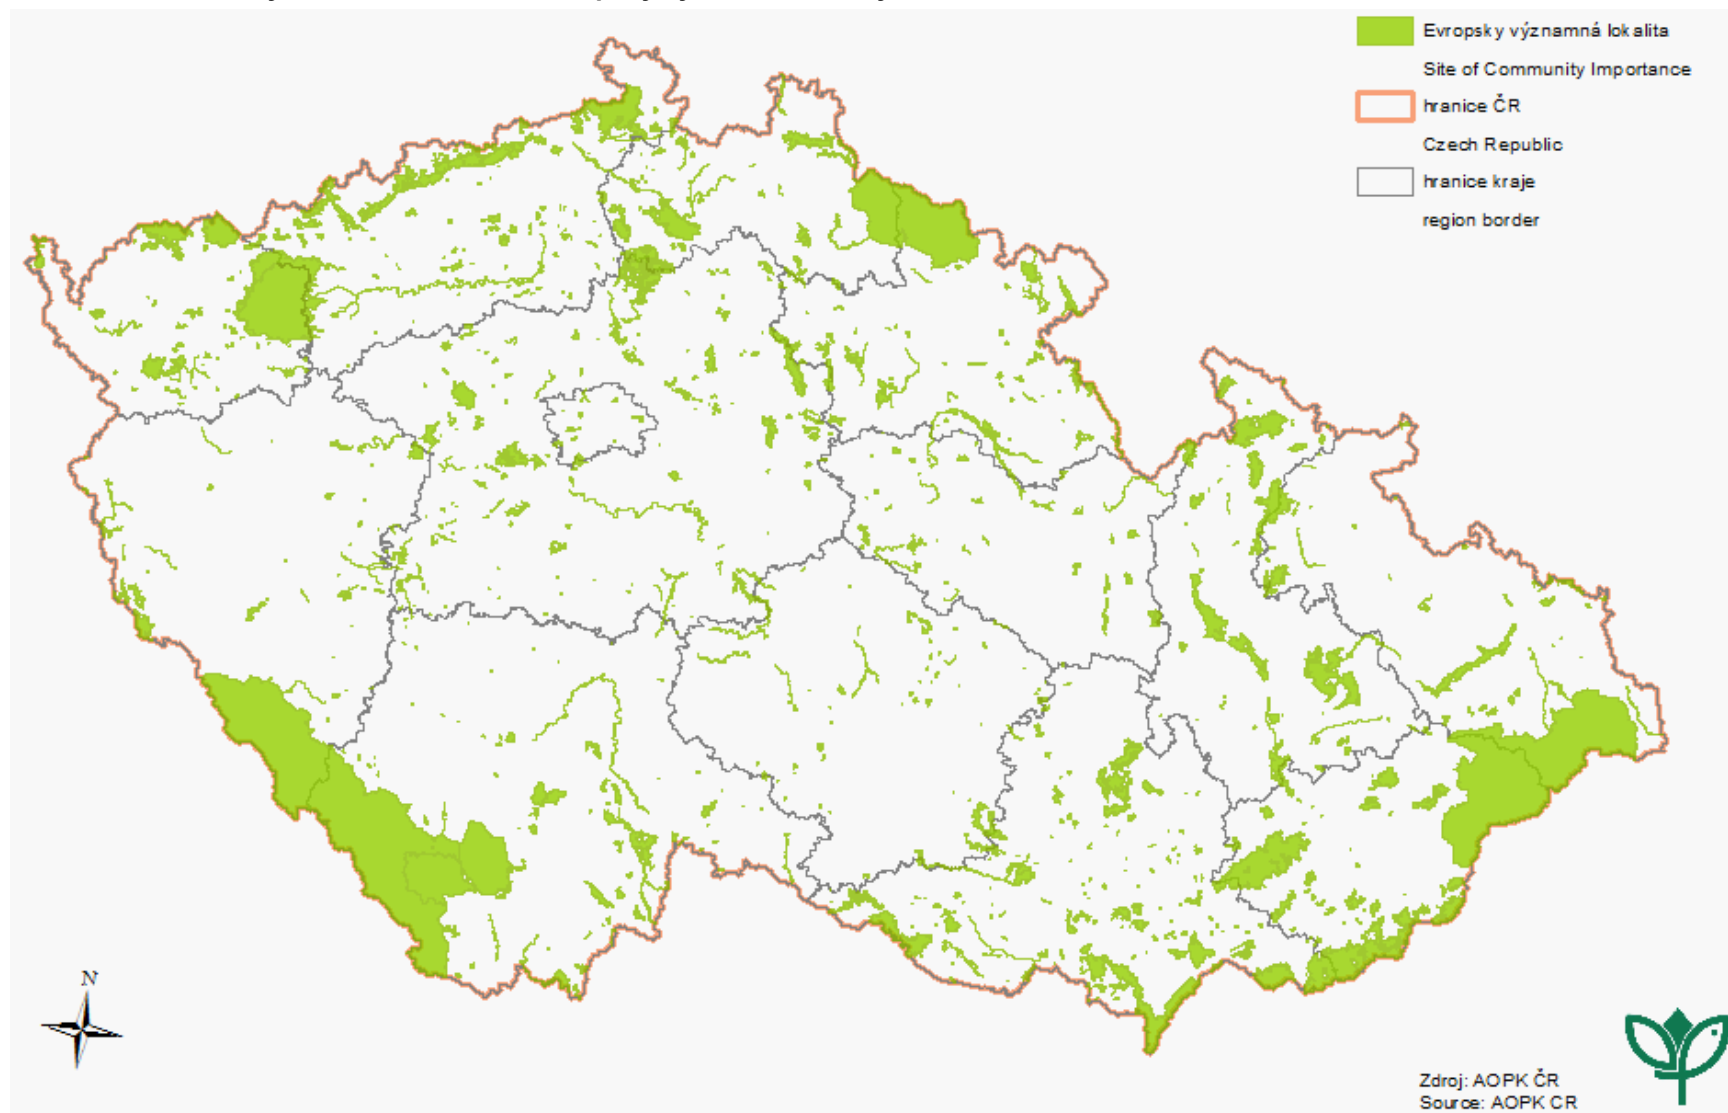 Evropsky významná lokalita
Site of Community Importance
hranice ČR
Czech Republic
hranice kraje
region border
N
Zdroj: AOPK ČR
Source: AOPK CR